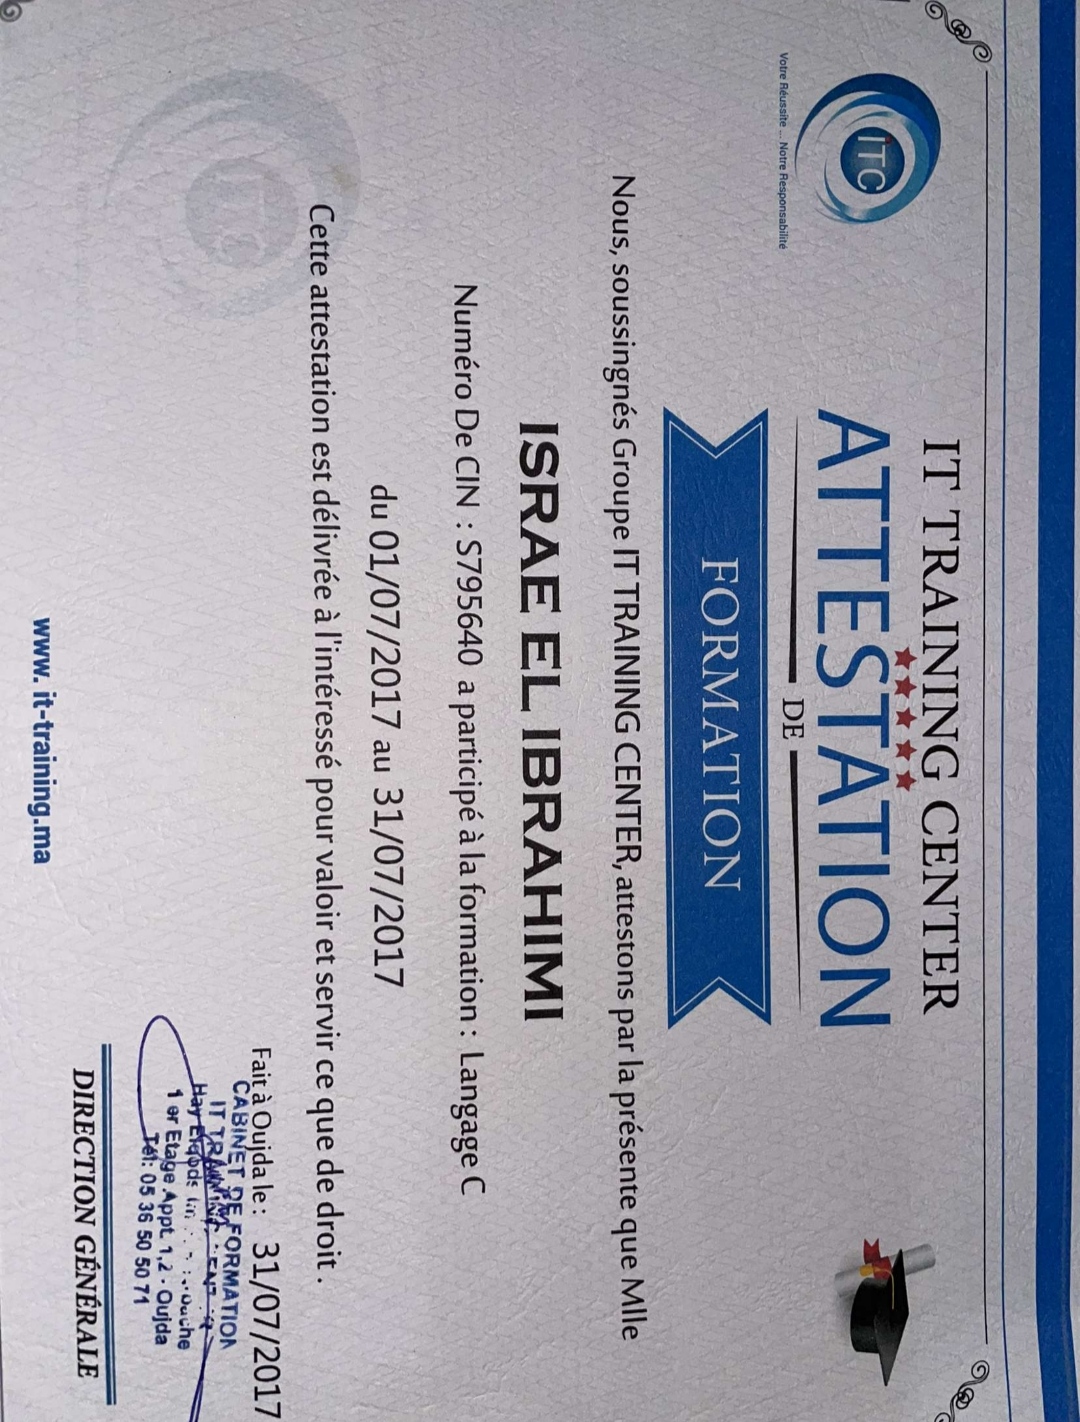 IT TRAINING CENTER
ITC
Votre Réussite ... Notre Responsabilité
ATTESTATION
DE
FORMATION
Nous, soussingnés Groupe IT TRAINING CENTER, attestons par la présente que Mlle
ISRAE EL IBRAHIMI
Numéro De CIN : S795640 a participé à la formation : Langage C
du 01/07/2017 au 31/07/2017
Cette attestation est délivrée à l'intéressé pour valoir et servir ce que de droit .
ITC
Fait à Oujda le : 31/07/2017
CABINET DE FORMATION
IT TRAINING CENTER
Hay Elqods
1 er Etage Appt. 1,2 - Oujda
Tél: 05 36 50 50 71
DIRECTION GÉNÉRALE
www. it-training.ma